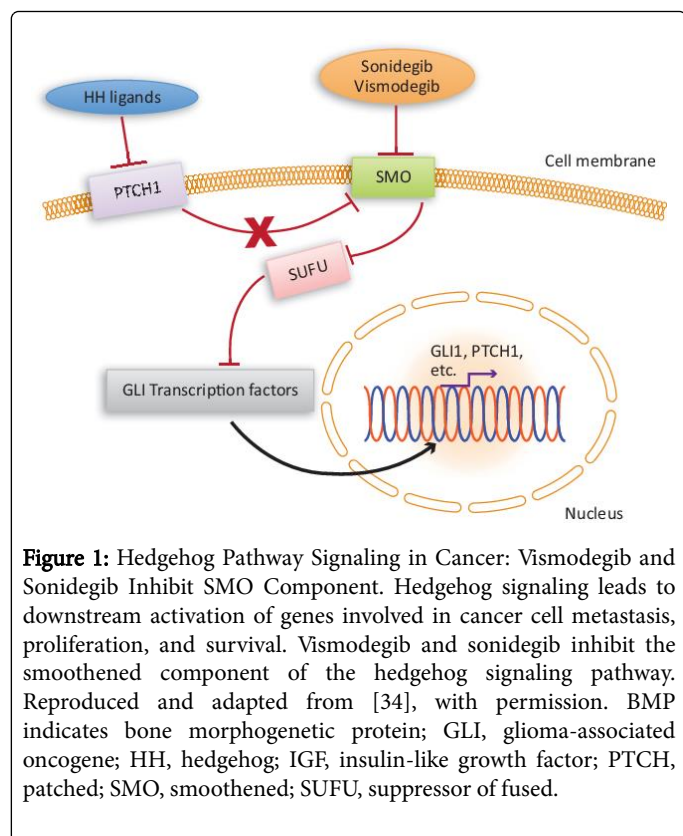 Sonidegib
Vismodegib
HH ligands
Cell membrane
PTCH1
SMO
SUFU
GLI1, PTCH1,
etc.
GLI Transcription factors
Nucleus
Figure 1: Hedgehog Pathway Signaling in Cancer: Vismodegib and
Sonidegib Inhibit SMO Component. Hedgehog signaling leads to
downstream activation of genes involved in cancer cell metastasis,
proliferation, and survival. Vismodegib and sonidegib inhibit the
smoothened component of the hedgehog signaling pathway.
Reproduced and adapted from [34], with permission. BMP
indicates bone morphogenetic protein; GLI, glioma-associated
oncogene; HH, hedgehog; IGF, insulin-like growth factor; PTCH,
patched; SMO, smoothened; SUFU, suppressor of fused.